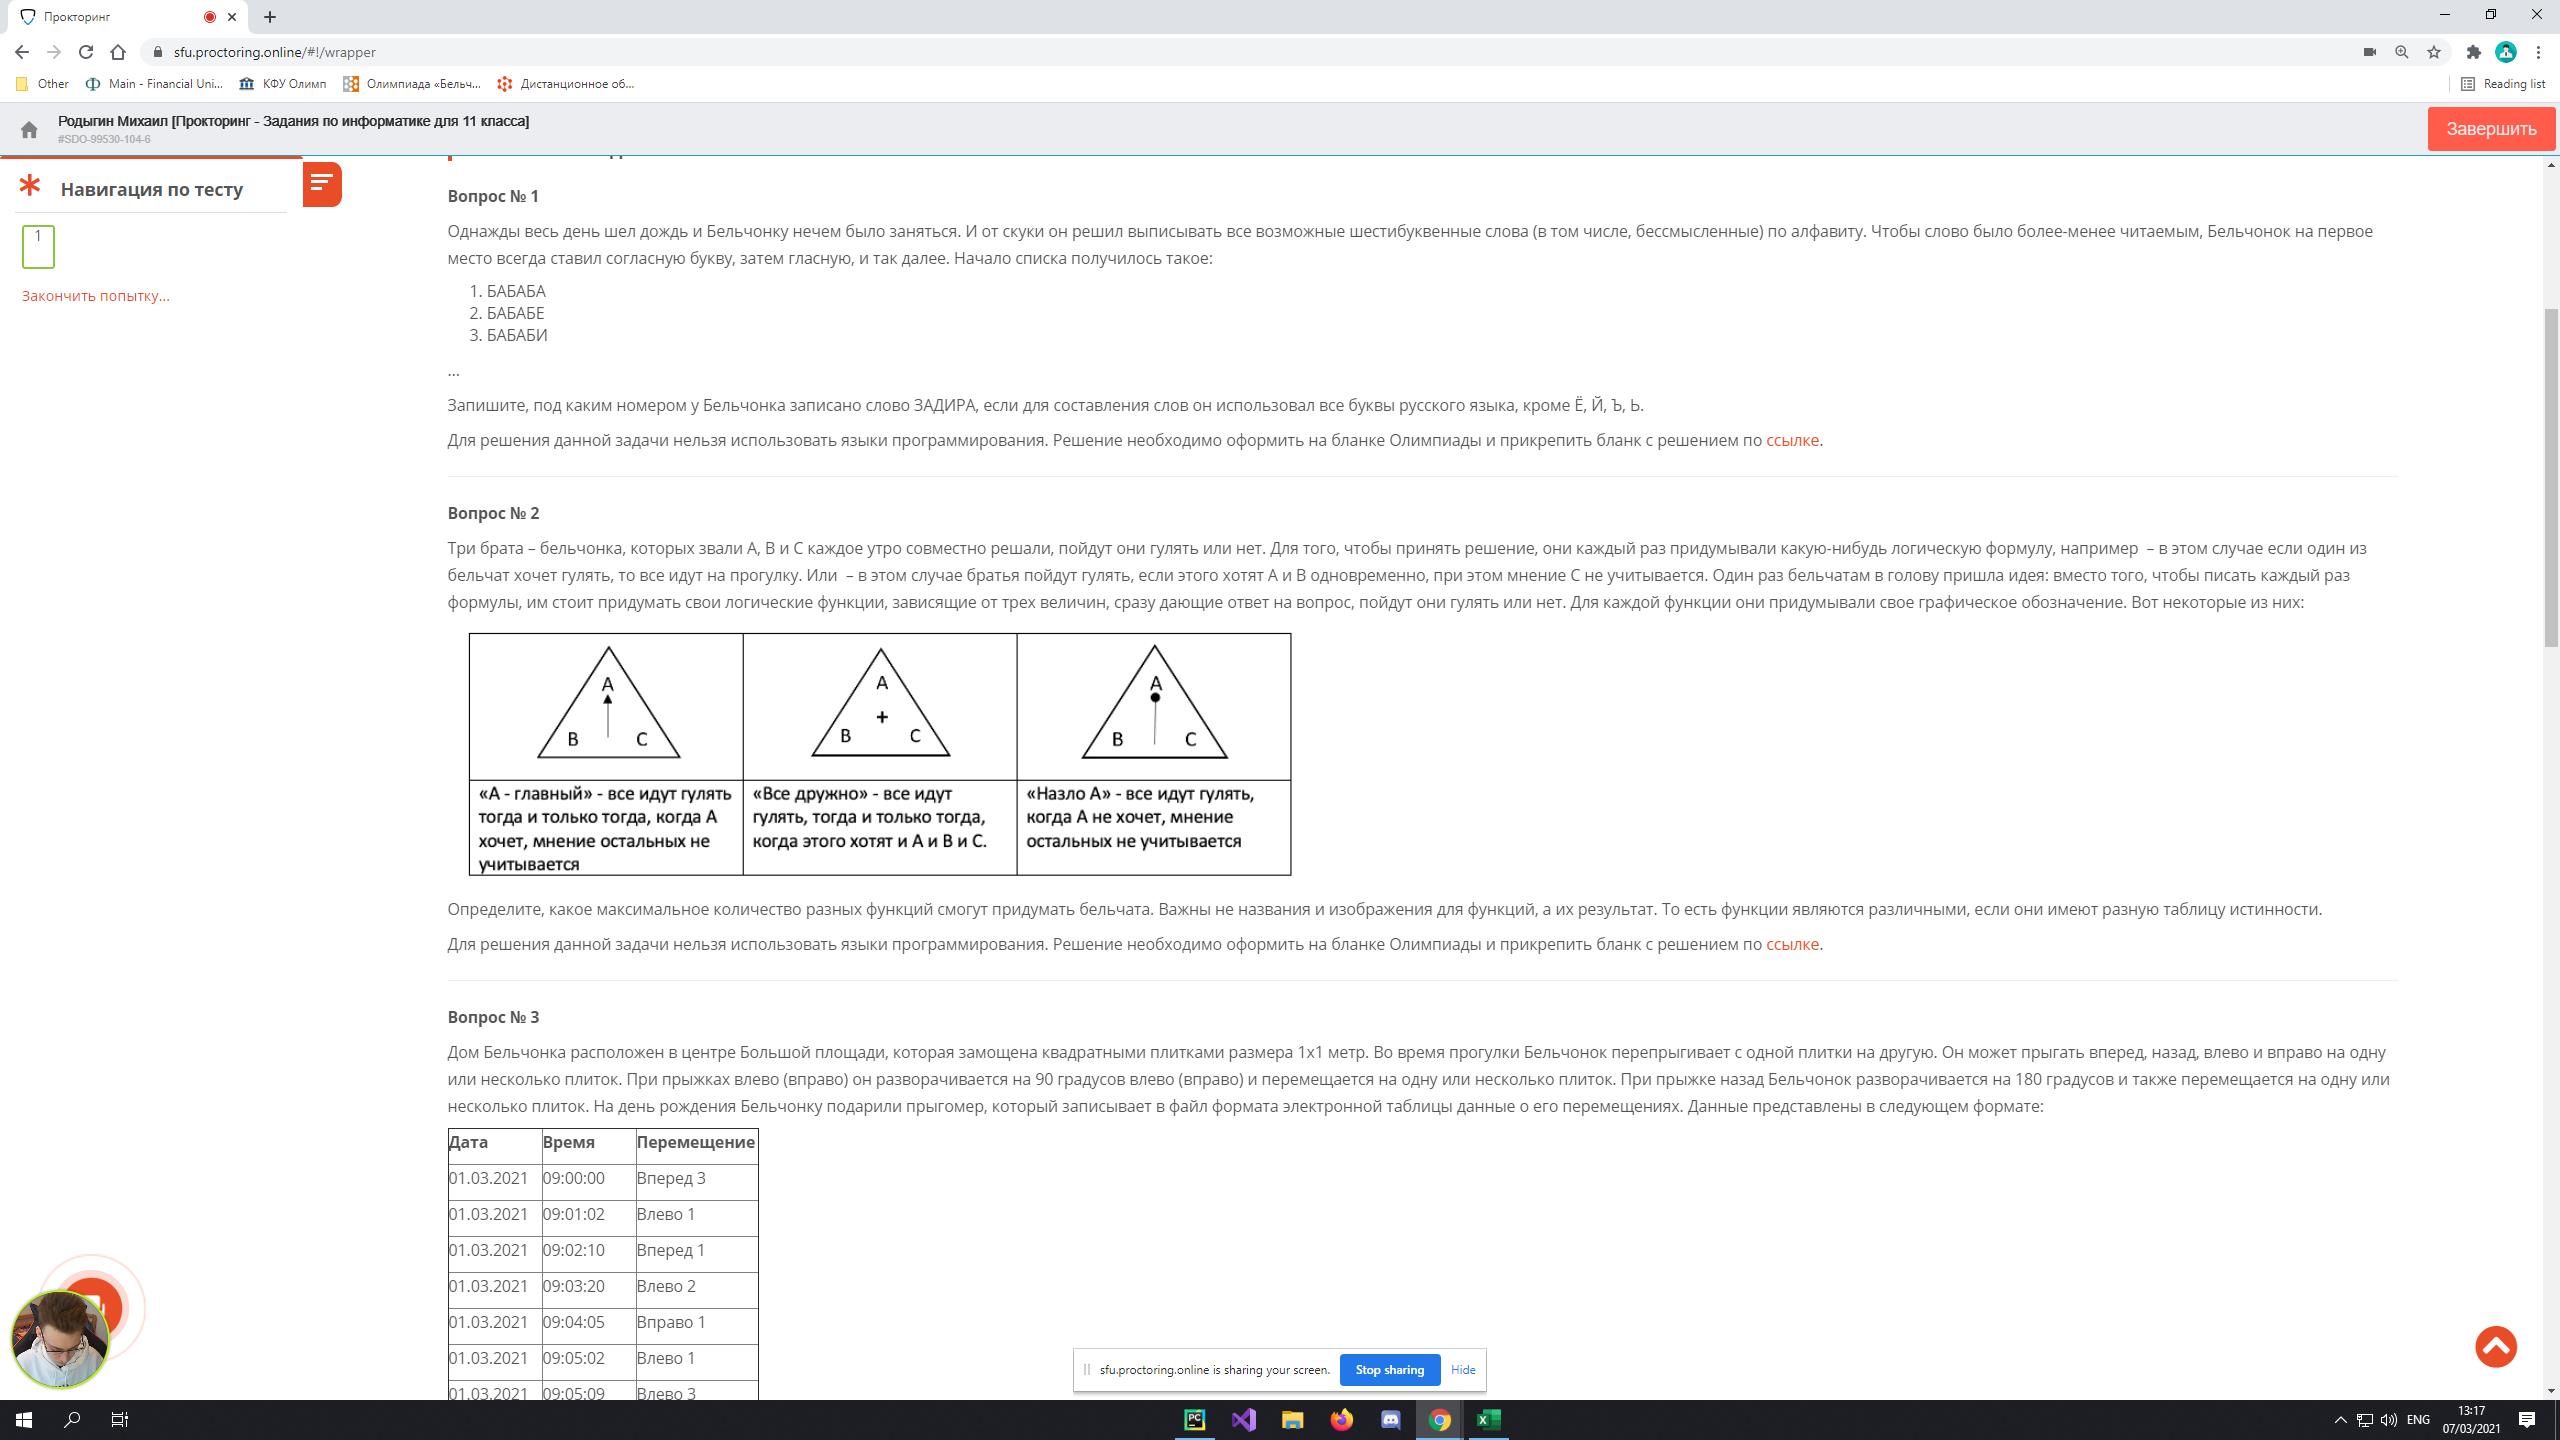 Прокторинг
sfu.proctoring.online/#!/wrapper
Other
Main - Financial Uni...
КФУ Олимп
Олимпиада «Бельч...
Дистанционное об...
Reading list
Родыгин Михаил [Прокторинг - Задания по информатике для 11 класса]
#SDO-99530-104-6
Завершить
Навигация по тесту
1
Закончить попытку...
Вопрос № 1
Однажды весь день шел дождь и Бельчонку нечем было заняться. И от скуки он решил выписывать все возможные шестибуквенные слова (в том числе, бессмысленные) по алфавиту. Чтобы слово было более-менее читаемым, Бельчонок на первое
место всегда ставил согласную букву, затем гласную, и так далее. Начало списка получилось такое:
1. БАБАБА
2. БАБАБЕ
3. БАБАБИ
...
Запишите, под каким номером у Бельчонка записано слово ЗАДИРА, если для составления слов он использовал все буквы русского языка, кроме Ё, Й, Ъ, Ь.
Для решения данной задачи нельзя использовать языки программирования. Решение необходимо оформить на бланке Олимпиады и прикрепить бланк с решением по ссылке.
Вопрос № 2
Три брата – бельчонка, которых звали A, B и C каждое утро совместно решали, пойдут они гулять или нет. Для того, чтобы принять решение, они каждый раз придумывали какую-нибудь логическую формулу, например – в этом случае если один из
бельчат хочет гулять, то все идут на прогулку. Или – в этом случае братья пойдут гулять, если этого хотят A и B одновременно, при этом мнение C не учитывается. Один раз бельчатам в голову пришла идея: вместо того, чтобы писать каждый раз
формулы, им стоит придумать свои логические функции, зависящие от трех величин, сразу дающие ответ на вопрос, пойдут они гулять или нет. Для каждой функции они придумывали свое графическое обозначение. Вот некоторые из них:
A
B C
A
+
B C
A
B C
«А - главный» - все идут гулять
тогда и только тогда, когда А
хочет, мнение остальных не
учитывается
«Все дружно» - все идут
гулять, тогда и только тогда,
когда этого хотят и А и В и С.
«Назло А» - все идут гулять,
когда А не хочет, мнение
остальных не учитывается
Определите, какое максимальное количество разных функций смогут придумать бельчата. Важны не названия и изображения для функций, а их результат. То есть функции являются различными, если они имеют разную таблицу истинности.
Для решения данной задачи нельзя использовать языки программирования. Решение необходимо оформить на бланке Олимпиады и прикрепить бланк с решением по ссылке.
Вопрос № 3
Дом Бельчонка расположен в центре Большой площади, которая замощена квадратными плитками размера 1х1 метр. Во время прогулки Бельчонок перепрыгивает с одной плитки на другую. Он может прыгать вперед, назад, влево и вправо на одну
или несколько плиток. При прыжках влево (вправо) он разворачивается на 90 градусов влево (вправо) и перемещается на одну или несколько плиток. При прыжке назад Бельчонок разворачивается на 180 градусов и также перемещается на одну или
несколько плиток. На день рождения Бельчонку подарили прыгомер, который записывает в файл формата электронной таблицы данные о его перемещениях. Данные представлены в следующем формате:
Дата Время Перемещение
01.03.2021 09:00:00 Вперед 3
01.03.2021 09:01:02 Влево 1
01.03.2021 09:02:10 Вперед 1
01.03.2021 09:03:20 Влево 2
01.03.2021 09:04:05 Вправо 1
01.03.2021 09:05:02 Влево 1
01.03.2021 09:05:09 Влево 3
sfu.proctoring.online is sharing your screen.
Stop sharing
Hide
PC
ENG
13:17
07/03/2021